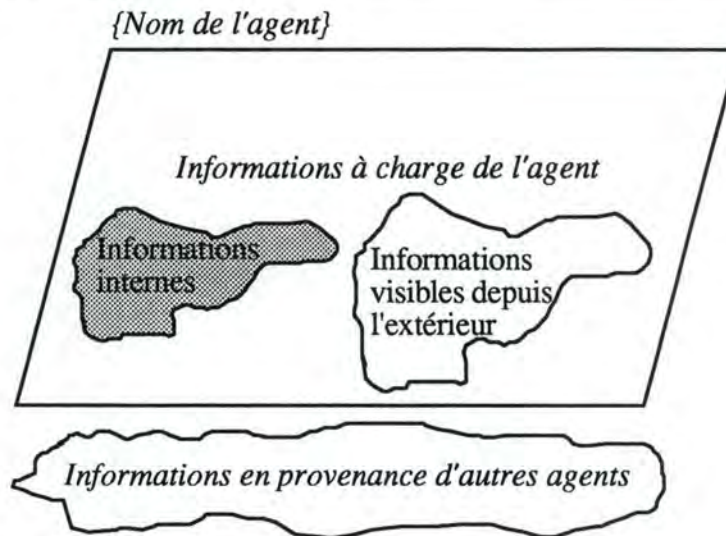 {Nom de l'agent}
Informations à charge de l'agent
Informations
internes
Informations
visibles depuis
l'extérieur
Informations en provenance d'autres agents